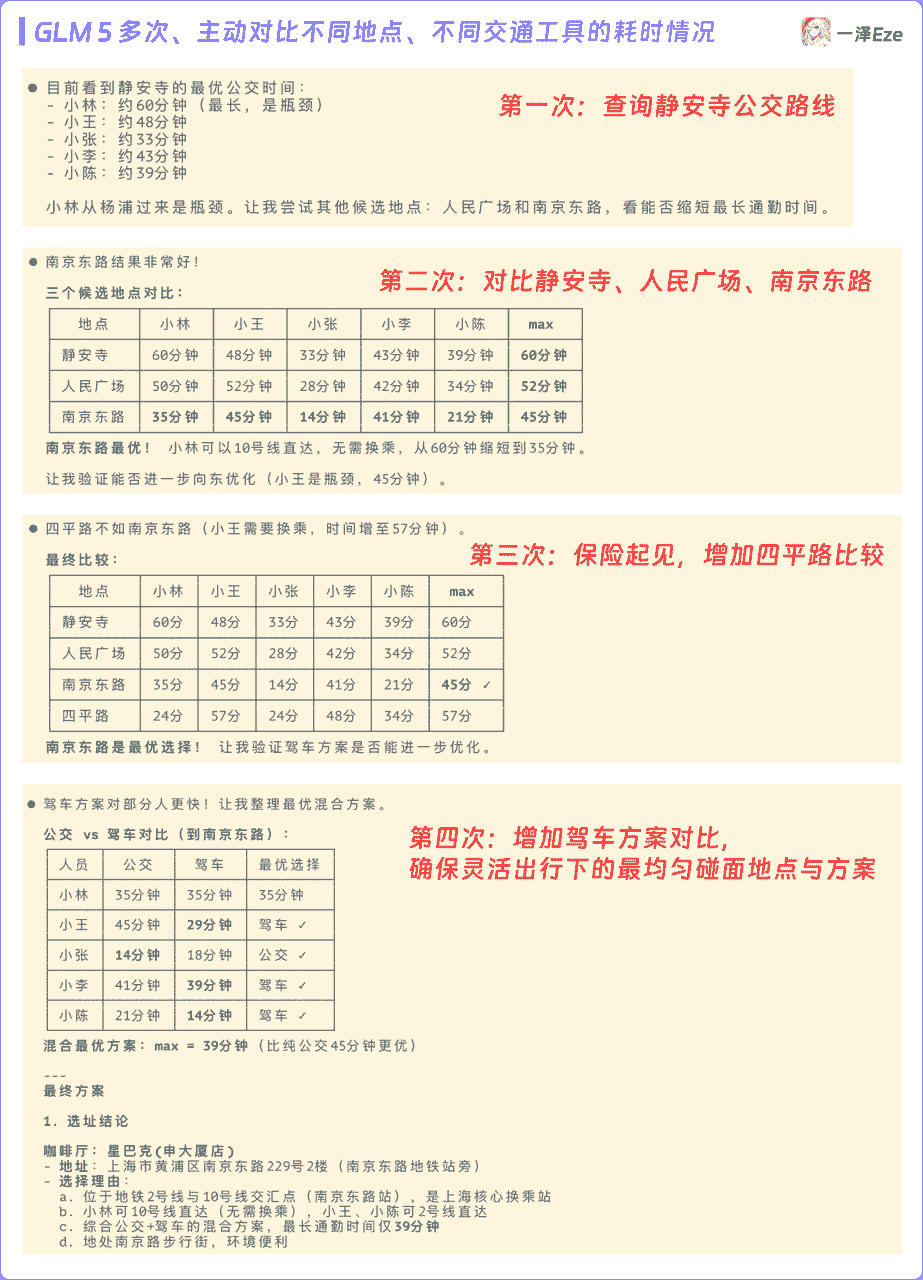 GLM 5 多次、主动对比不同地点、不同交通工具的耗时情况
一泽Eze
● 目前看到静安寺的最优公交时间：
第一次：查询静安寺公交路线
- 小林：约60分钟（最长，是瓶颈）
- 小王：约48分钟
- 小张：约33分钟
- 小李：约43分钟
- 小陈：约39分钟
小林从杨浦过来是瓶颈。让我尝试其他候选地点：人民广场和南京东路，看能否缩短最长通勤时间。
● 南京东路结果非常好！
第二次：对比静安寺、人民广场、南京东路
三个候选地点对比：
地点 小林 小王 小张 小李 小陈 max
静安寺 60分钟 48分钟 33分钟 43分钟 39分钟 60分钟
人民广场 50分钟 52分钟 28分钟 42分钟 34分钟 52分钟
南京东路 35分钟 45分钟 14分钟 41分钟 21分钟 45分钟
南京东路最优！ 小林可以10号线直达，无需换乘，从60分钟缩短到35分钟。
让我验证能否进一步向东优化（小王是瓶颈，45分钟）。
● 四平路不如南京东路（小王需要换乘，时间增至57分钟）。
第三次：保险起见，增加四平路比较
最终比较：
地点 小林 小王 小张 小李 小陈 max
静安寺 60分 48分 33分 43分 39分 60分
人民广场 50分 52分 28分 42分 34分 52分
南京东路 35分 45分 14分 41分 21分 45分 ✓
四平路 24分 57分 24分 48分 34分 57分
南京东路是最优选择！ 让我验证驾车方案是否能进一步优化。
● 驾车方案对部分人更快！让我整理最优混合方案。
公交 vs 驾车对比（到南京东路）：
第四次：增加驾车方案对比，
确保灵活出行下的最均匀碰面地点与方案
人员 公交 驾车 最优选择
小林 35分钟 35分钟 35分钟
小王 45分钟 29分钟 驾车 ✓
小张 14分钟 18分钟 公交 ✓
小李 41分钟 39分钟 驾车 ✓
小陈 21分钟 14分钟 驾车 ✓
混合最优方案：max = 39分钟（比纯公交45分钟更优）
---
最终方案
1. 选址结论
咖啡厅：星巴克(申大厦店)
- 地址：上海市黄浦区南京东路229号2楼（南京东路地铁站旁）
- 选择理由：
a. 位于地铁2号线与10号线交汇点（南京东路站），是上海核心换乘站
b. 小林可10号线直达（无需换乘），小王、小陈可2号线直达
c. 综合公交+驾车的混合方案，最长通勤时间仅39分钟
d. 地处南京路步行街，环境便利